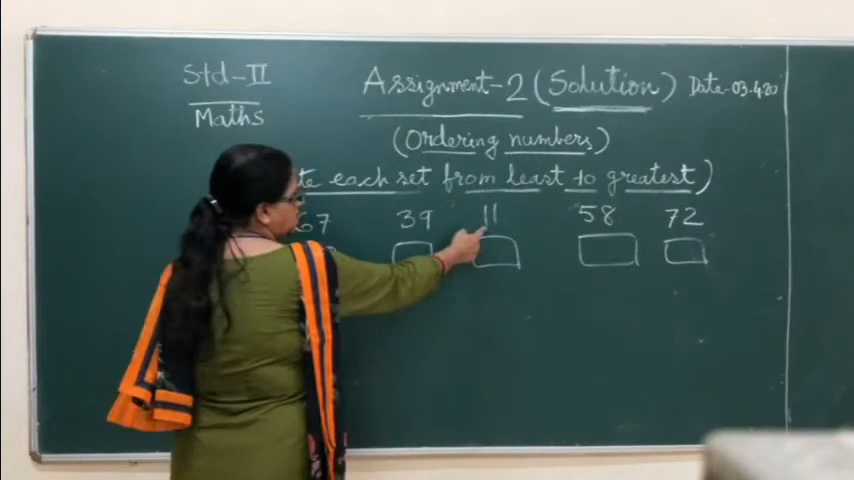 Std-II
Maths
Assignment-2 (Solution) Date-03.4.20
(Ordering numbers)
each set from least to greatest)
67 39 11 58 72